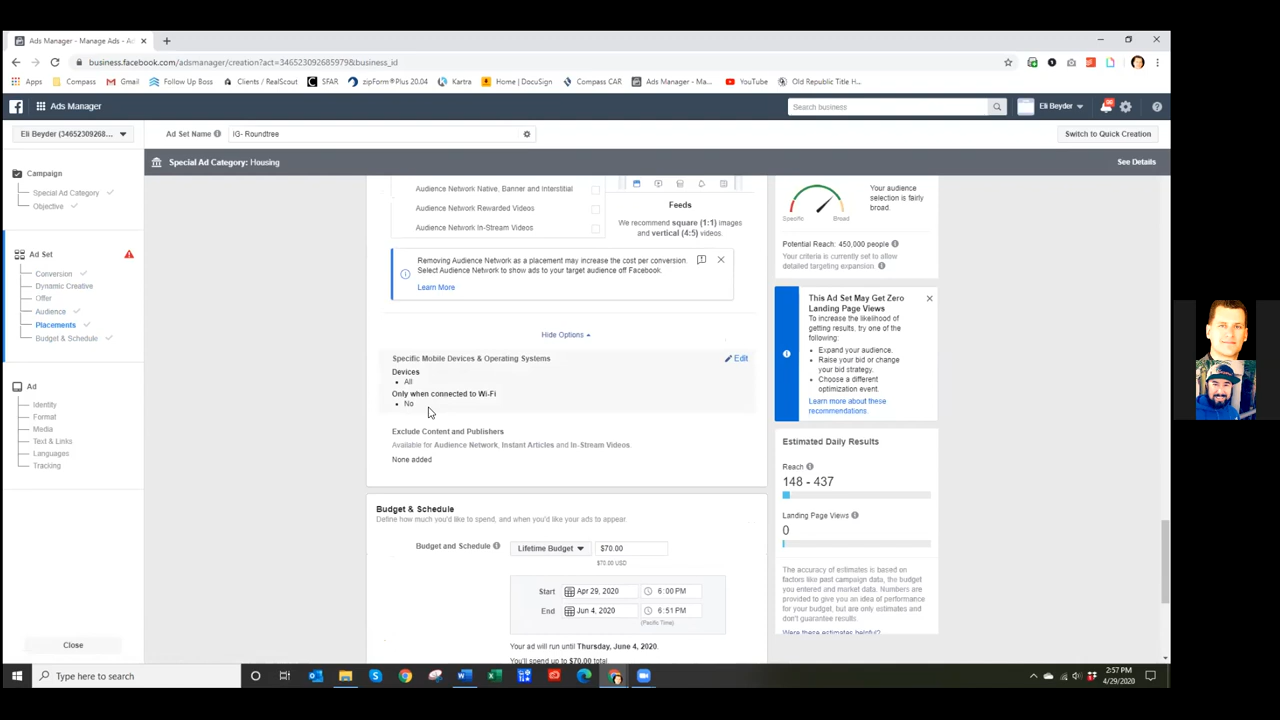 Ads Manager - Manage Ads - Ad
business.facebook.com/adsmanager/creation?act=346523092685979&business_id
Apps
Compass
Gmail
Follow Up Boss
Clients / RealScout
SFAR
zipForm®Plus 20.04
Kartra
Home | DocuSign
Compass CAR
Ads Manager - Ma...
YouTube
Old Republic Title H...
Ads Manager
Search business
Eli Beyder
Eli Beyder (34652309268...
Ad Set Name
IG- Roundtree
Switch to Quick Creation
Special Ad Category: Housing
See Details
Campaign
Special Ad Category
Objective
Ad Set
Conversion
Dynamic Creative
Offer
Audience
Placements
Budget & Schedule
Ad
Identity
Format
Media
Text & Links
Languages
Tracking
Close
Audience Network Native, Banner and Interstitial
Audience Network Rewarded Videos
Audience Network In-Stream Videos
Feeds
We recommend square (1:1) images
and vertical (4:5) videos.
Removing Audience Network as a placement may increase the cost per conversion.
Select Audience Network to show ads to your target audience off Facebook.
Learn More
Hide Options
Specific Mobile Devices & Operating Systems
Edit
Devices
All
Only when connected to Wi-Fi
No
Exclude Content and Publishers
Available for Audience Network, Instant Articles and In-Stream Videos.
None added
Budget & Schedule
Define how much you'd like to spend, and when you'd like your ads to appear.
Budget and Schedule
Lifetime Budget
$70.00
$70.00 USD
Start
Apr 29, 2020
6:00 PM
End
Jun 4, 2020
6:51 PM
(Pacific Time)
Your ad will run until Thursday, June 4, 2020.
You'll spend up to $70.00 total.
Specific
Broad
Your audience
selection is fairly
broad.
Potential Reach: 450,000 people
Your criteria is currently set to allow
detailed targeting expansion.
This Ad Set May Get Zero
Landing Page Views
To increase the likelihood of
getting results, try one of the
following:
Expand your audience.
Raise your bid or change
your bid strategy.
Choose a different
optimization event.
Learn more about these
recommendations.
Estimated Daily Results
Reach
148 - 437
Landing Page Views
0
The accuracy of estimates is based on
factors like past campaign data, the budget
you entered and market data. Numbers are
provided to give you an idea of performance
for your budget, but are only estimates and
don't guarantee results.
Were these estimates helpful?
Type here to search
2:57 PM
4/29/2020